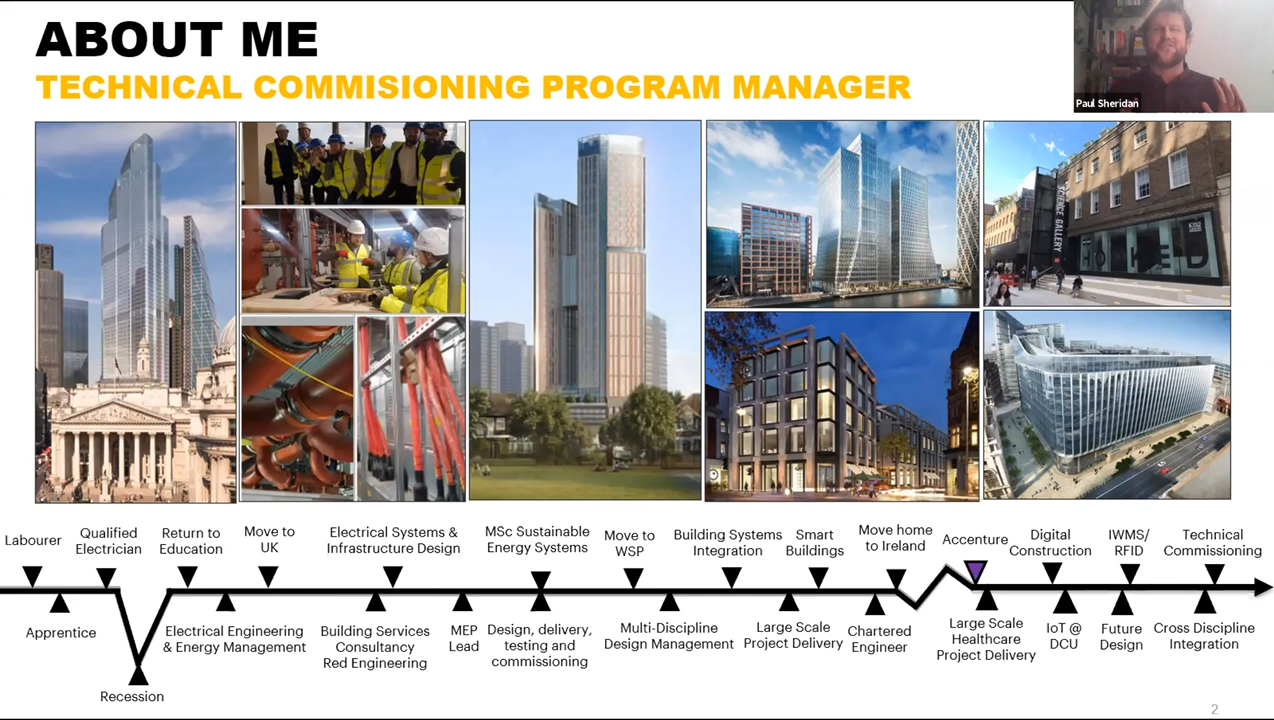 ABOUT ME
TECHNICAL COMMISIONING PROGRAM MANAGER
Paul Sheridan
SCIENCE GALLERY
HOOKED
Labourer
Qualified
Electrician
Return to
Education
Move to
UK
Electrical Systems &
Infrastructure Design
MSc Sustainable
Energy Systems
Move to
WSP
Building Systems
Integration
Smart
Buildings
Move home
to Ireland
Accenture
Digital
Construction
IWMS/
RFID
Technical
Commissioning
Apprentice
Recession
Electrical Engineering
& Energy Management
Building Services
Consultancy
Red Engineering
MEP
Lead
Design, delivery,
testing and
commissioning
Multi-Discipline
Design Management
Large Scale
Project Delivery
Chartered
Engineer
Large Scale
Healthcare
Project Delivery
IoT @
DCU
Future
Design
Cross Discipline
Integration
2